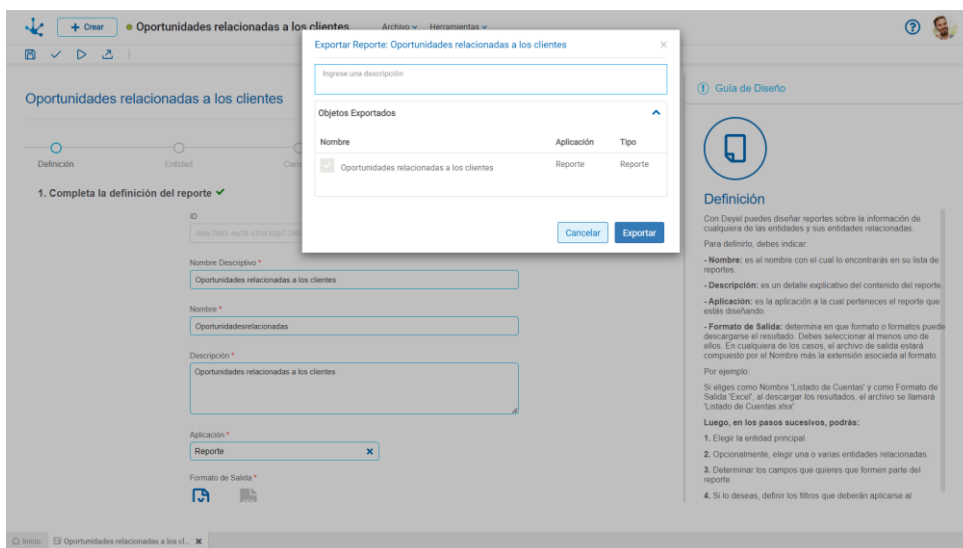 + Crear
Oportunidades relacionadas a los clientes
Archivo
Herramientas
Exportar Reporte: Oportunidades relacionadas a los clientes
Ingrese una descripción
Objetos Exportados
Nombre Aplicación Tipo
Oportunidades relacionadas a los clientes Reporte Reporte
Cancelar Exportar
Oportunidades relacionadas a los clientes
Definición Entidad
1. Completa la definición del reporte
ID
Nombre Descriptivo *
Oportunidades relacionadas a los clientes
Nombre *
Oportunidadesrelacionadas
Descripción *
Oportunidades relacionadas a los clientes
Aplicación *
Reporte
Formato de Salida *
Guía de Diseño
Definición
Con Deyel puedes diseñar reportes sobre la información de
cualquiera de las entidades y sus entidades relacionadas.
Para definirlo, debes indicar:
- Nombre: es el nombre con el cual lo encontrarás en su lista de
reportes.
- Descripción: es un detalle explicativo del contenido del reporte.
- Aplicación: es la aplicación a la cual perteneces el reporte que
estás diseñando.
- Formato de Salida: determina en que formato o formatos puede
descargarse el resultado. Debes seleccionar al menos uno de
ellos. En cualquiera de los casos, el archivo de salida estará
compuesto por el Nombre más la extensión asociada al formato.
Por ejemplo:
Si eliges como Nombre 'Listado de Cuentas' y como Formato de
Salida 'Excel', al descargar los resultados, el archivo se llamará
'Listado de Cuentas.xlsx'
Luego, en los pasos sucesivos, podrás:
1. Elegir la entidad principal.
2. Opcionalmente, elegir una o varias entidades relacionadas.
3. Determinar los campos que quieres que formen parte del
reporte.
4. Si lo deseas, definir los filtros que deberán aplicarse al
Inicio
Oportunidades relacionadas a los cl...